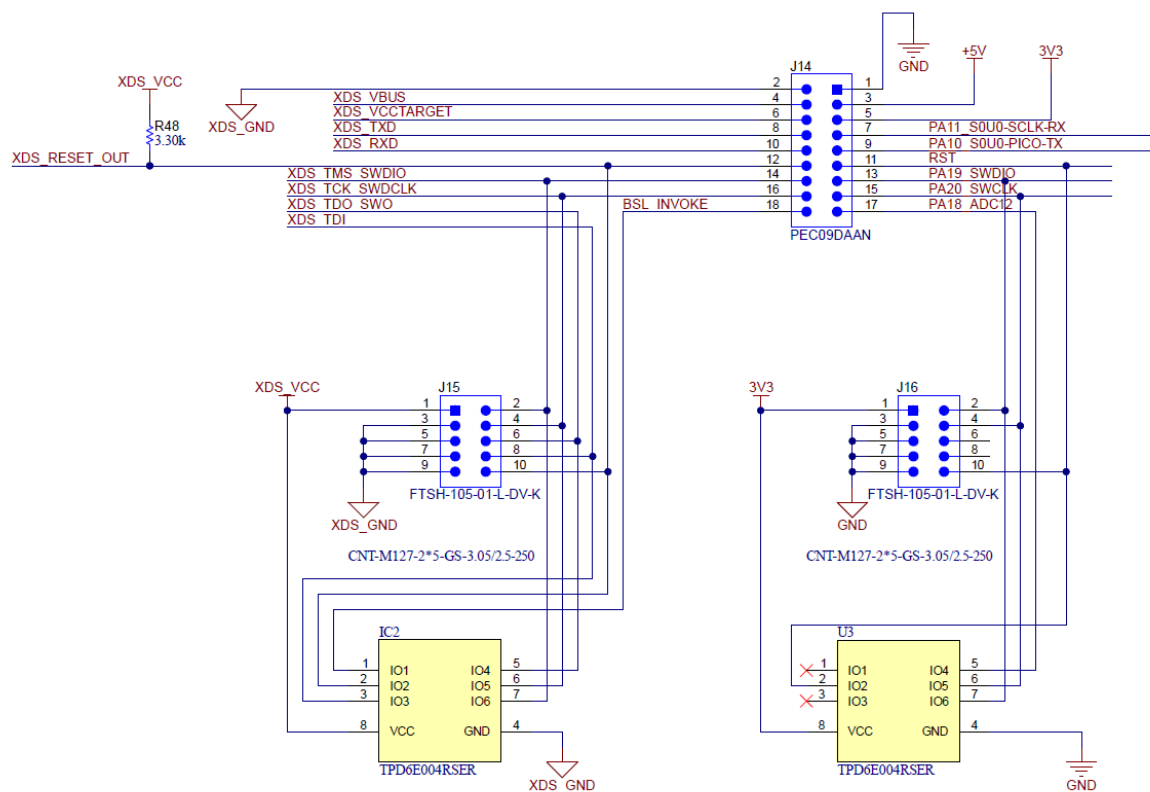 GND
+5V
3V3
J14
XDS_VCC
R48
3.30k
XDS_GND
2
4
6
8
10
12
14
16
18
1
3
5
7
9
11
13
15
17
XDS_VBUS
XDS_VCCTARGET
XDS_TXD
XDS_RXD
XDS_RESET_OUT
XDS_TMS_SWDIO
XDS_TCK_SWDCLK
XDS_TDO_SWO
XDS_TDI
BSL_INVOKE
PA11_S0U0-SCLK-RX
PA10_S0U0-PICO-TX
RST
PA19_SWDIO
PA20_SWCLK
PA18_ADC12
PEC09DAAN
XDS_VCC
J15
1
3
5
7
9
2
4
6
8
10
FTSH-105-01-L-DV-K
XDS_GND
CNT-M127-2*5-GS-3.05/2.5-250
3V3
J16
1
3
5
7
9
2
4
6
8
10
FTSH-105-01-L-DV-K
GND
CNT-M127-2*5-GS-3.05/2.5-250
IC2
1 IO1 IO4 5
2 IO2 IO5 6
3 IO3 IO6 7
8 VCC GND 4
TPD6E004RSER
XDS_GND
U3
1 IO1 IO4 5
2 IO2 IO5 6
3 IO3 IO6 7
8 VCC GND 4
TPD6E004RSER
GND